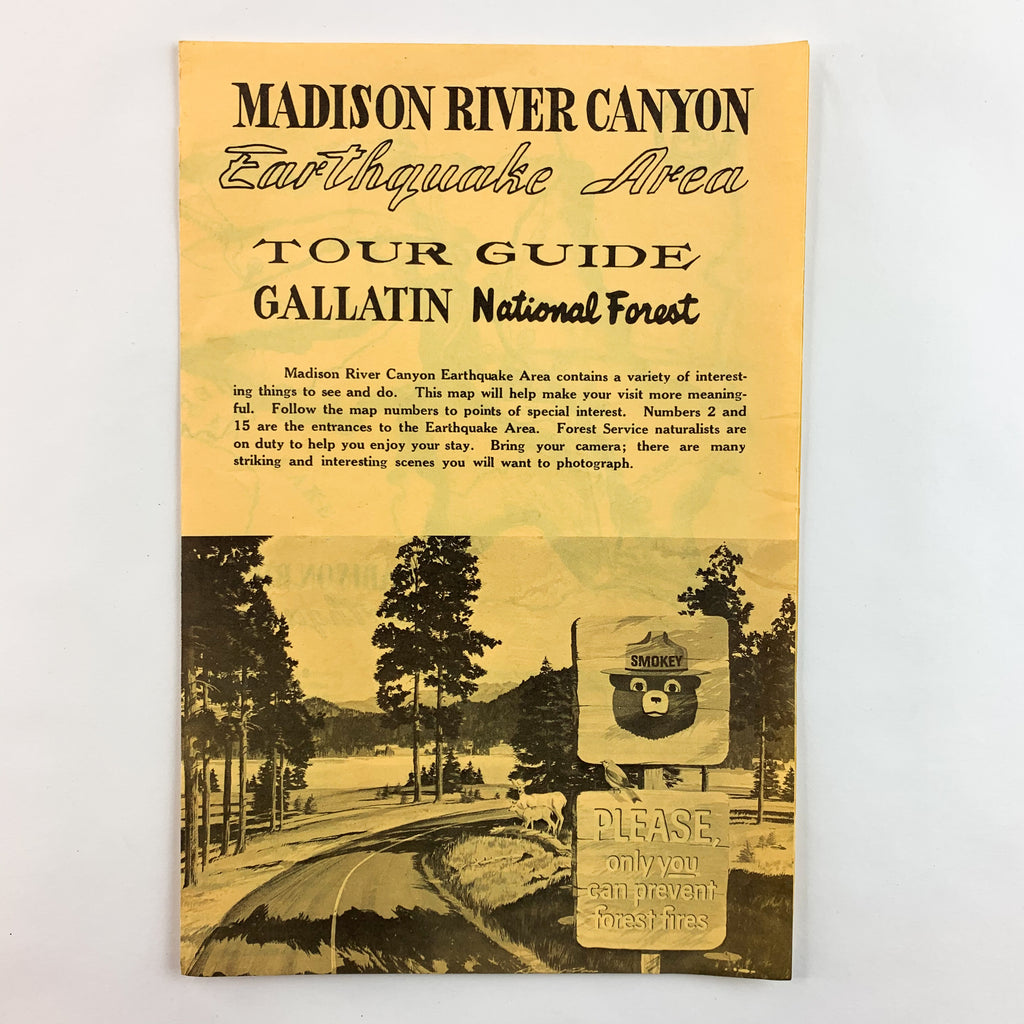 MADISON RIVER CANYON
Earthquake Area
TOUR GUIDE
GALLATIN National Forest
Madison River Canyon Earthquake Area contains a variety of interest-
ing things to see and do. This map will help make your visit more meaning-
ful. Follow the map numbers to points of special interest. Numbers 2 and
15 are the entrances to the Earthquake Area. Forest Service naturalists are
on duty to help you enjoy your stay. Bring your camera; there are many
striking and interesting scenes you will want to photograph.
SMOKEY
PLEASE,
only you
can prevent
forest fires